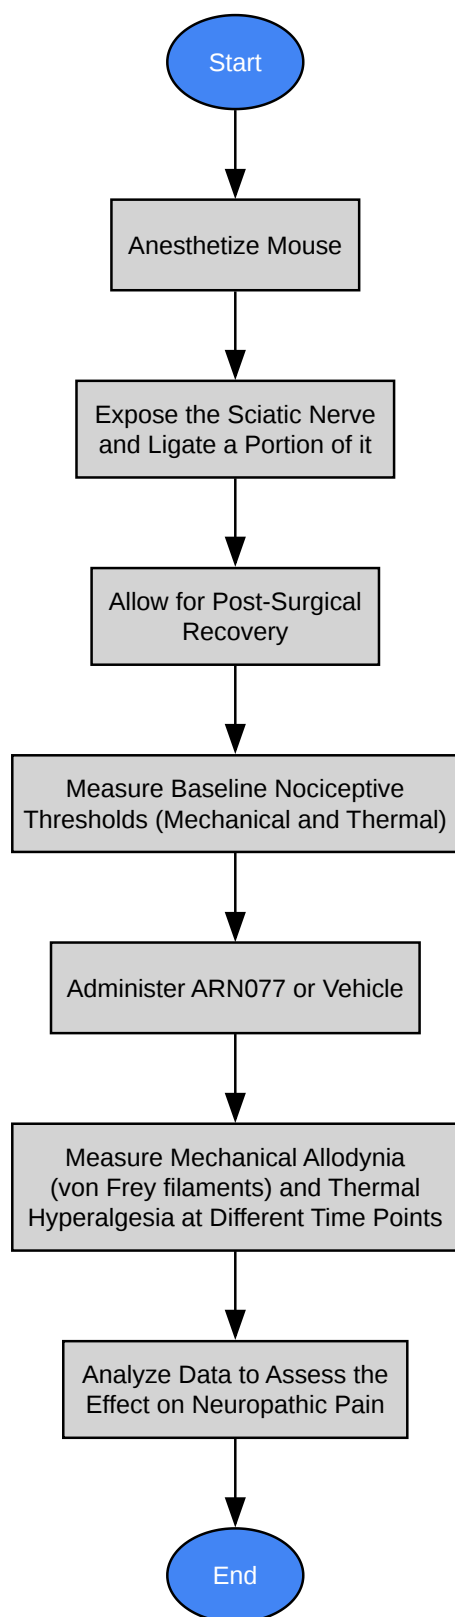 Start
Anesthetize Mouse
Expose the Sciatic Nerve
and Ligate a Portion of it
Allow for Post-Surgical
Recovery
Measure Baseline Nociceptive
Thresholds (Mechanical and Thermal)
Administer ARN077 or Vehicle
Measure Mechanical Allodynia
(von Frey filaments) and Thermal
Hyperalgesia at Different Time Points
Analyze Data to Assess the
Effect on Neuropathic Pain
End